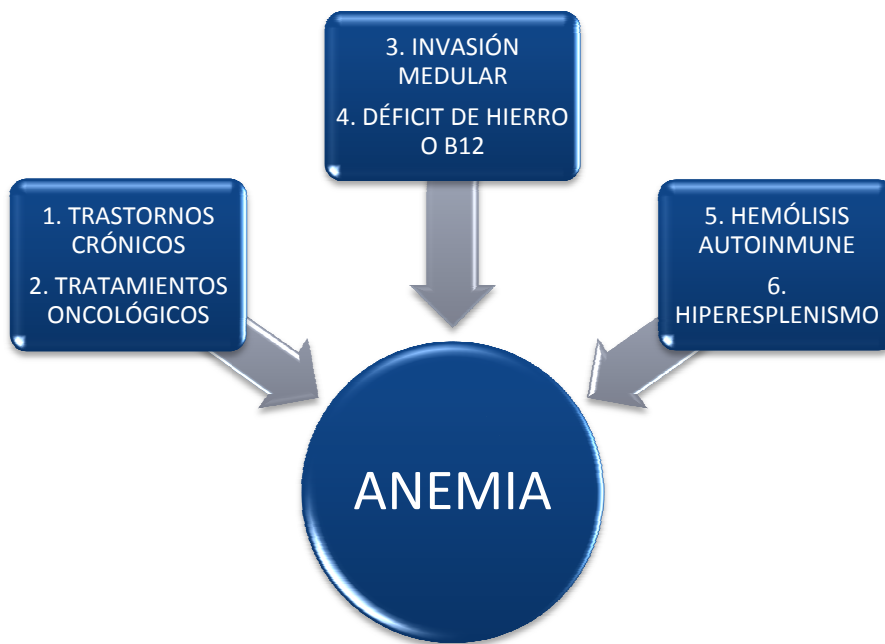 1. TRASTORNOS
CRÓNICOS
2. TRATAMIENTOS
ONCOLÓGICOS
3. INVASIÓN
MEDULAR
4. DÉFICIT DE HIERRO
O B12
5. HEMÓLISIS
AUTOINMUNE
6.
HIPERESPLENISMO
ANEMIA